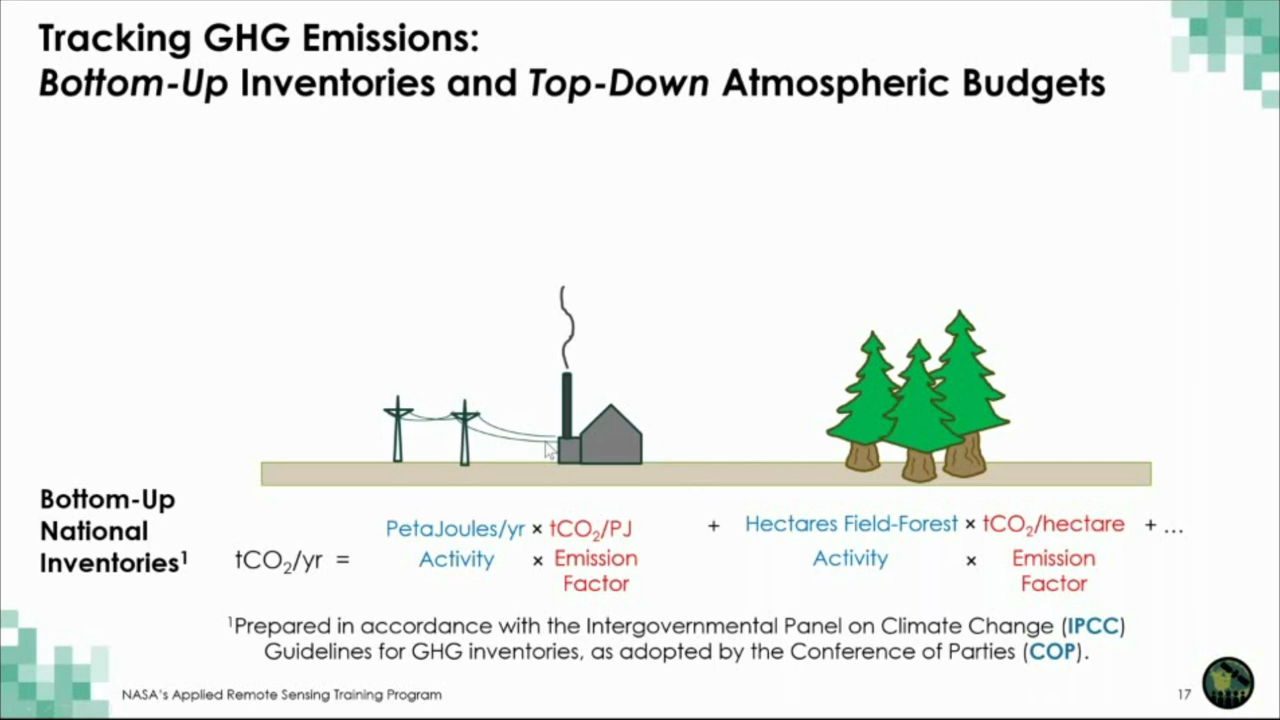 Tracking GHG Emissions:
Bottom-Up Inventories and Top-Down Atmospheric Budgets
Bottom-Up
National
Inventories¹
tCO₂/yr =
PetaJoules/yr × tCO₂/PJ + Hectares Field-Forest × tCO₂/hectare + ...
Activity × Emission Factor
Activity × Emission Factor
¹Prepared in accordance with the Intergovernmental Panel on Climate Change (IPCC)
Guidelines for GHG inventories, as adopted by the Conference of Parties (COP).
NASA's Applied Remote Sensing Training Program
17